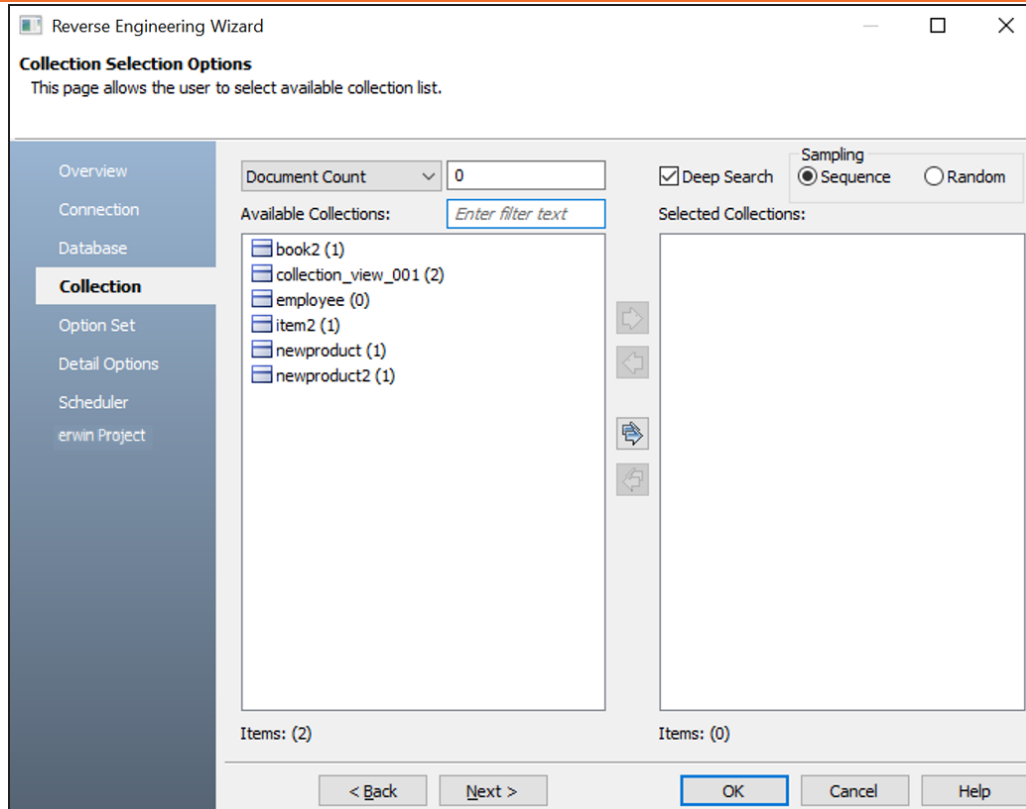 Reverse Engineering Wizard
Collection Selection Options
This page allows the user to select available collection list.
Overview
Connection
Database
Collection
Option Set
Detail Options
Scheduler
erwin Project
Document Count
0
Deep Search
Sampling
Sequence
Random
Available Collections:
Enter filter text
Selected Collections:
book2 (1)
collection_view_001 (2)
employee (0)
item2 (1)
newproduct (1)
newproduct2 (1)
Items: (2)
Items: (0)
< Back
Next >
OK
Cancel
Help